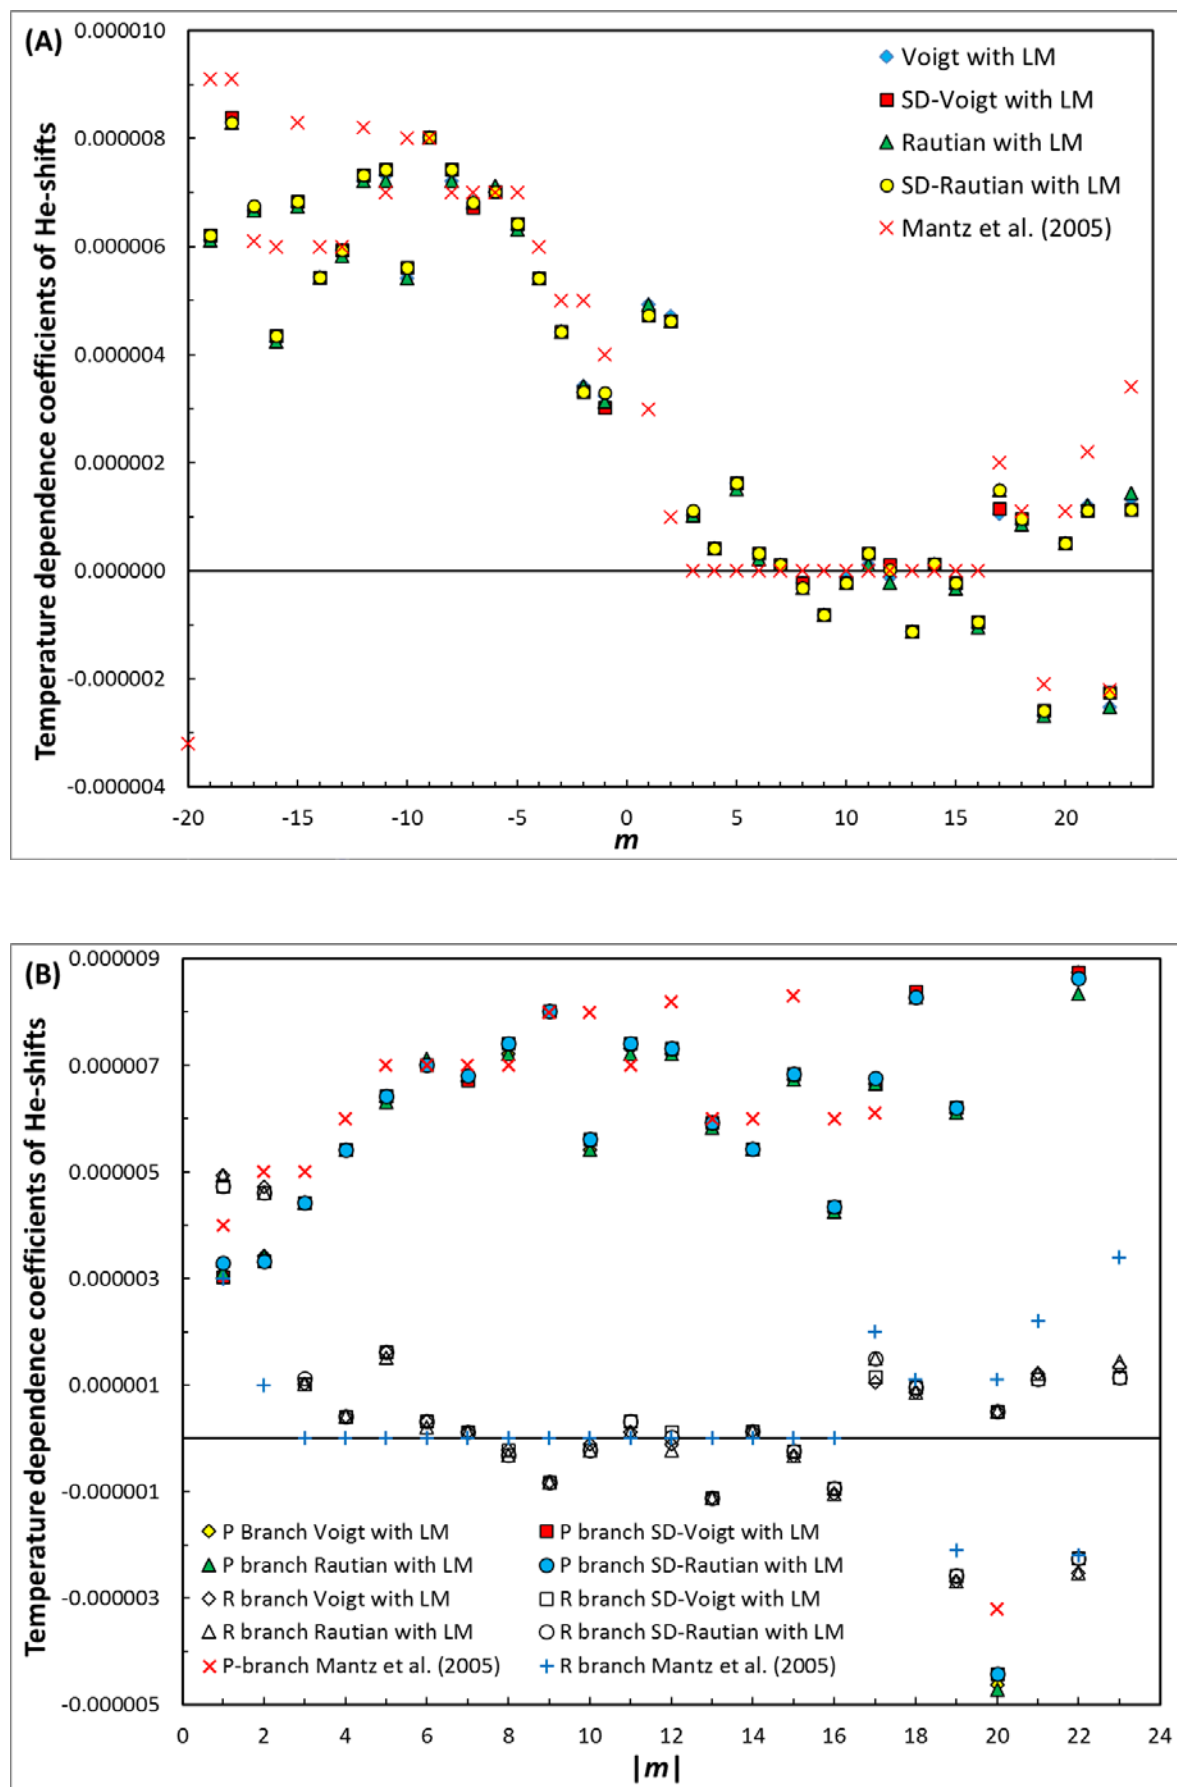 (A)
Temperature dependence coefficients of He-shifts
0.000010
0.000008
0.000006
0.000004
0.000002
0.000000
-0.000002
-0.000004
Voigt with LM
SD-Voigt with LM
Rautian with LM
SD-Rautian with LM
Mantz et al. (2005)
-20 -15 -10 -5 0 5 10 15 20
m
(B)
Temperature dependence coefficients of He-shifts
0.000009
0.000007
0.000005
0.000003
0.000001
-0.000001
-0.000003
-0.000005
P Branch Voigt with LM P branch SD-Voigt with LM
P branch Rautian with LM P branch SD-Rautian with LM
R branch Voigt with LM R branch SD-Voigt with LM
R branch Rautian with LM R branch SD-Rautian with LM
P-branch Mantz et al. (2005) R branch Mantz et al. (2005)
0 2 4 6 8 10 12 14 16 18 20 22 24
|m|